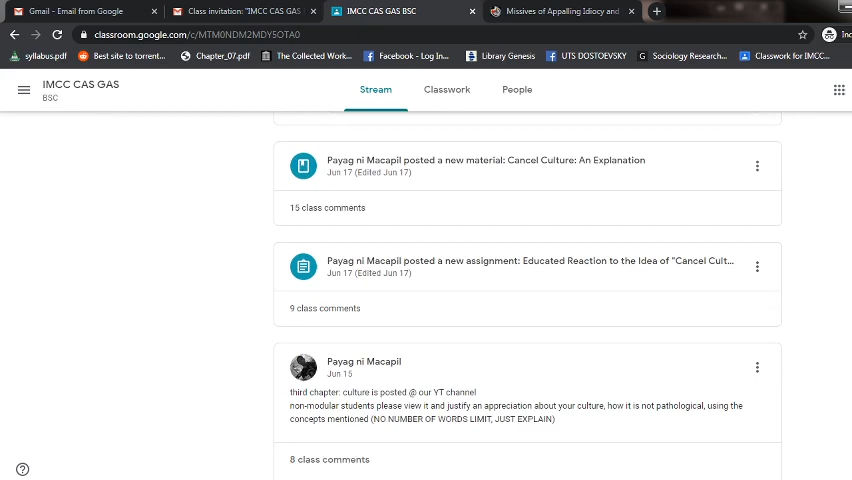 Gmail - Email from Google
Class invitation: "IMCC CAS GAS
IMCC CAS GAS BSC
Missives of Appalling Idiocy and
classroom.google.com/c/MTM0NDM2MDY5OTA0
syllabus.pdf
Best site to torrent...
Chapter_07.pdf
The Collected Work...
Facebook - Log In...
Library Genesis
UTS DOSTOEVSKY
Sociology Research...
Classwork for IMCC...
IMCC CAS GAS
BSC
Stream
Classwork
People
Payag ni Macapil posted a new material: Cancel Culture: An Explanation
Jun 17 (Edited Jun 17)
15 class comments
Payag ni Macapil posted a new assignment: Educated Reaction to the Idea of "Cancel Cult...
Jun 17 (Edited Jun 17)
9 class comments
Payag ni Macapil
Jun 15
third chapter: culture is posted @ our YT channel
non-modular students please view it and justify an appreciation about your culture, how it is not pathological, using the
concepts mentioned (NO NUMBER OF WORDS LIMIT, JUST EXPLAIN)
8 class comments